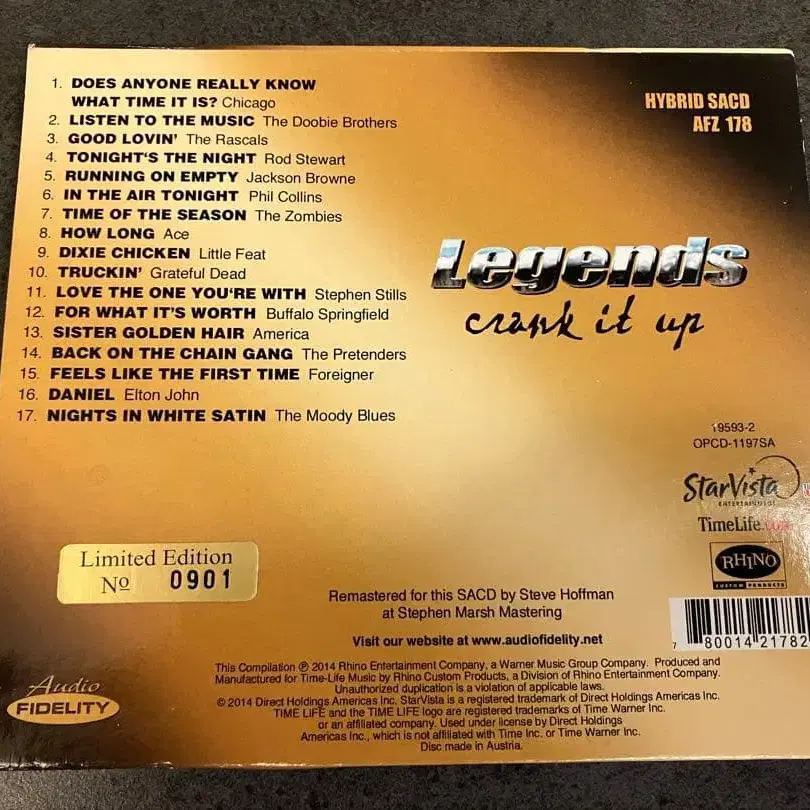 1. DOES ANYONE REALLY KNOW
WHAT TIME IT IS? Chicago
2. LISTEN TO THE MUSIC The Doobie Brothers
3. GOOD LOVIN' The Rascals
4. TONIGHT'S THE NIGHT Rod Stewart
5. RUNNING ON EMPTY Jackson Browne
6. IN THE AIR TONIGHT Phil Collins
7. TIME OF THE SEASON The Zombies
8. HOW LONG Ace
9. DIXIE CHICKEN Little Feat
10. TRUCKIN' Grateful Dead
11. LOVE THE ONE YOU'RE WITH Stephen Stills
12. FOR WHAT IT'S WORTH Buffalo Springfield
13. SISTER GOLDEN HAIR America
14. BACK ON THE CHAIN GANG The Pretenders
15. FEELS LIKE THE FIRST TIME Foreigner
16. DANIEL Elton John
17. NIGHTS IN WHITE SATIN The Moody Blues
HYBRID SACD
AFZ 178
Legends
crank it up
19593-2
OPCD-1197SA
StarVista
ENTERTAINMENT
TimeLife.com
RHINO
CUSTOM PRODUCTS
Limited Edition
No 0901
Remastered for this SACD by Steve Hoffman
at Stephen Marsh Mastering
Visit our website at www.audiofidelity.net
7 80014 21782
This Compilation ℗ 2014 Rhino Entertainment Company, a Warner Music Group Company. Produced and
Manufactured for Time-Life Music by Rhino Custom Products, a Division of Rhino Entertainment Company.
Unauthorized duplication is a violation of applicable laws.
© 2014 Direct Holdings Americas Inc. StarVista is a registered trademark of Direct Holdings Americas Inc.
TIME LIFE and the TIME LIFE logo are registered trademarks of Time Warner Inc.
or an affiliated company. Used under license by Direct Holdings
Americas Inc., which is not affiliated with Time Inc. or Time Warner Inc.
Disc made in Austria.
Audio
FIDELITY